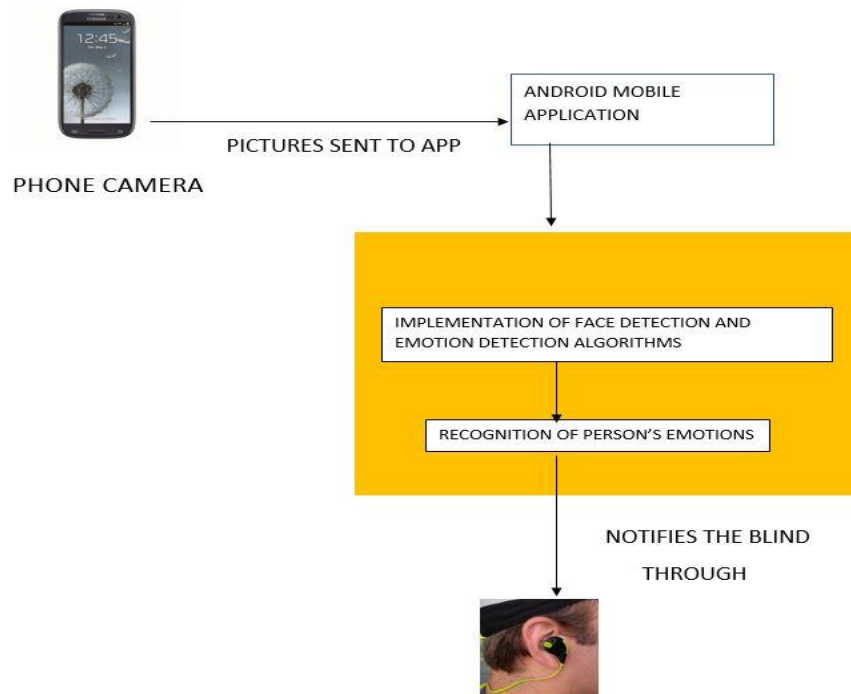 12:45
PHONE CAMERA
PICTURES SENT TO APP
ANDROID MOBILE
APPLICATION
IMPLEMENTATION OF FACE DETECTION AND
EMOTION DETECTION ALGORITHMS
RECOGNITION OF PERSON'S EMOTIONS
NOTIFIES THE BLIND
THROUGH